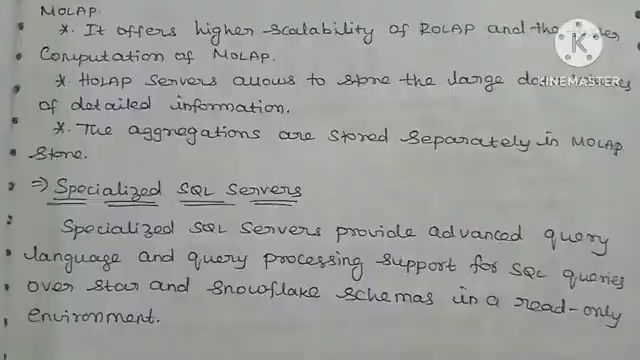 MOLAP.
*. It offers higher scalability of ROLAP and the
Computation of MOLAP.
K
KINEMASTER
*. HOLAP servers allows to store the large
of detailed information.
*. The aggregations are stored separately in MOLAP
store.
⇒ Specialized SQL Servers
Specialized SQL servers provide advanced query
language and query processing support for SQL queries
over star and snowflake schemas in a read-only
environment.